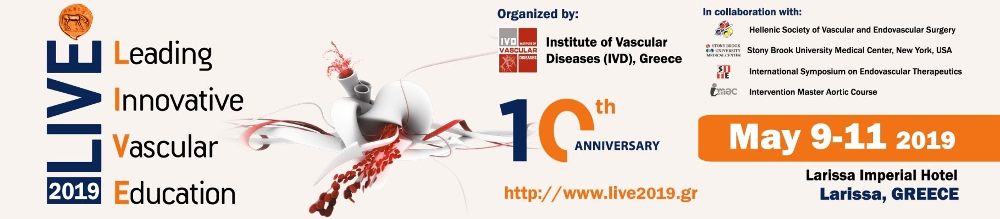 LIVE
2019
Leading
Innovative
Vascular
Education
Organized by:
IVD
INSTITUTE OF
VASCULAR
DISEASES
Institute of Vascular
Diseases (IVD), Greece
10th
ANNIVERSARY
http://www.live2019.gr
In collaboration with:
Hellenic Society of Vascular and Endovascular Surgery
STONY BROOK
UNIVERSITY
MEDICAL CENTER
Stony Brook University Medical Center, New York, USA
SITE
International Symposium on Endovascular Therapeutics
imac
Intervention Master Aortic Course
May 9-11 2019
Larissa Imperial Hotel
Larissa, GREECE